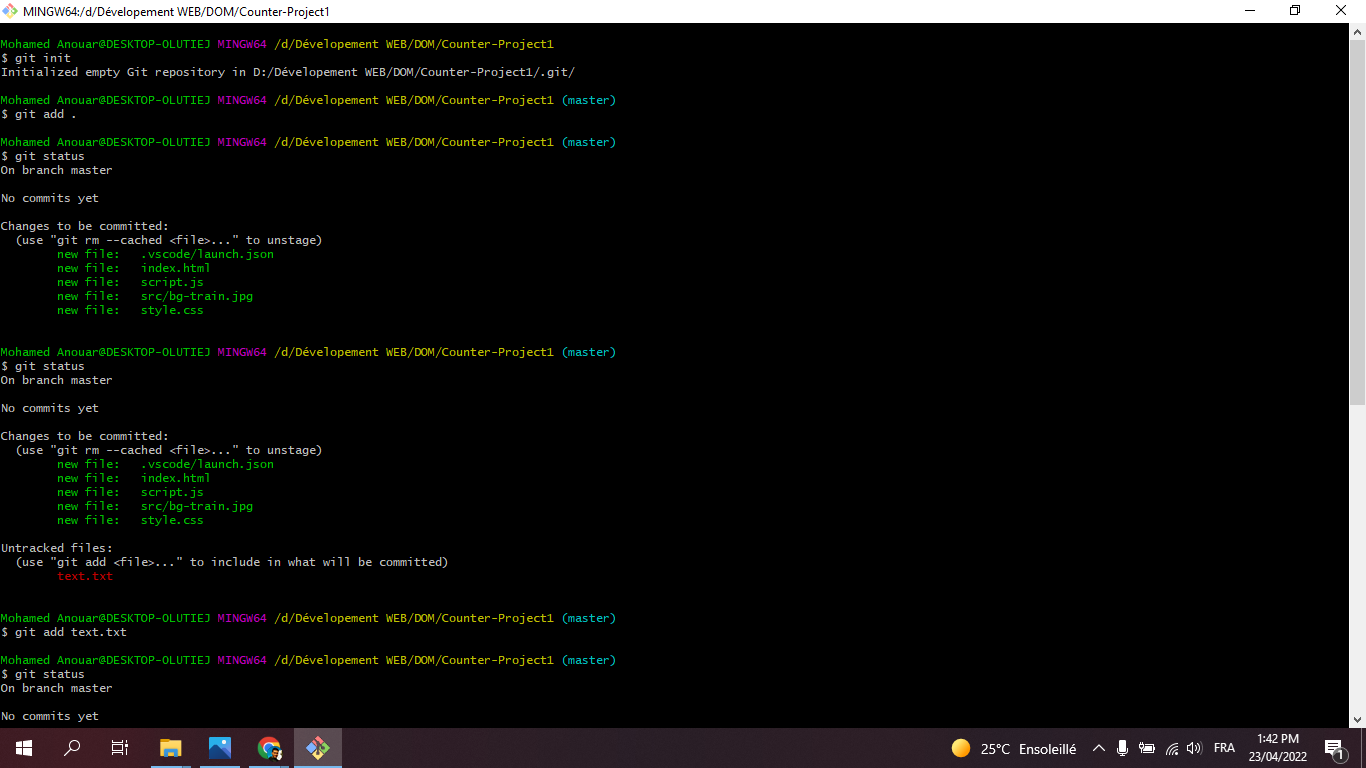 MINGW64:/d/Dévelopement WEB/DOM/Counter-Project1
Mohamed Anouar@DESKTOP-OLUTIEJ MINGW64 /d/Dévelopement WEB/DOM/Counter-Project1
$ git init
Initialized empty Git repository in D:/Dévelopement WEB/DOM/Counter-Project1/.git/
Mohamed Anouar@DESKTOP-OLUTIEJ MINGW64 /d/Dévelopement WEB/DOM/Counter-Project1 (master)
$ git add .
Mohamed Anouar@DESKTOP-OLUTIEJ MINGW64 /d/Dévelopement WEB/DOM/Counter-Project1 (master)
$ git status
On branch master
No commits yet
Changes to be committed:
(use "git rm --cached <file>..." to unstage)
new file: .vscode/launch.json
new file: index.html
new file: script.js
new file: src/bg-train.jpg
new file: style.css
Mohamed Anouar@DESKTOP-OLUTIEJ MINGW64 /d/Dévelopement WEB/DOM/Counter-Project1 (master)
$ git status
On branch master
No commits yet
Changes to be committed:
(use "git rm --cached <file>..." to unstage)
new file: .vscode/launch.json
new file: index.html
new file: script.js
new file: src/bg-train.jpg
new file: style.css
Untracked files:
(use "git add <file>..." to include in what will be committed)
text.txt
Mohamed Anouar@DESKTOP-OLUTIEJ MINGW64 /d/Dévelopement WEB/DOM/Counter-Project1 (master)
$ git add text.txt
Mohamed Anouar@DESKTOP-OLUTIEJ MINGW64 /d/Dévelopement WEB/DOM/Counter-Project1 (master)
$ git status
On branch master
No commits yet
25°C Ensoleillé FRA
1:42 PM
23/04/2022
1